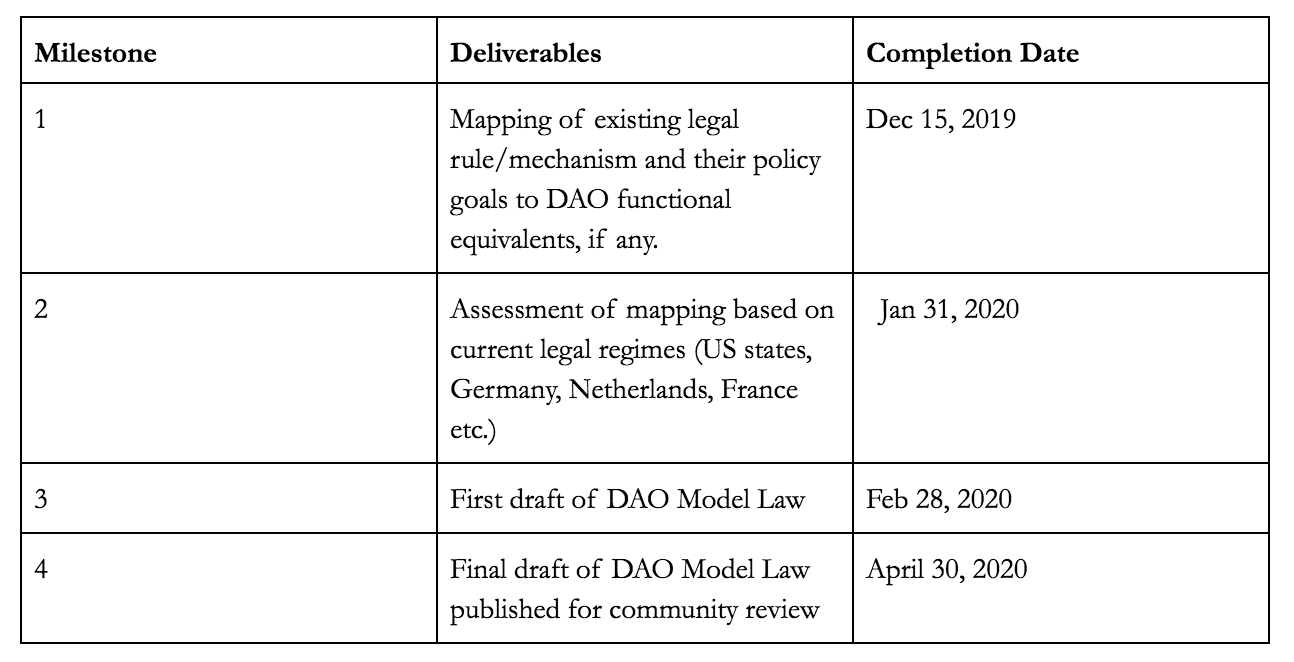 Milestone Deliverables Completion Date
1 Mapping of existing legal Dec 15, 2019
rule/mechanism and their policy
goals to DAO functional
equivalents, if any.
2 Assessment of mapping based on Jan 31, 2020
current legal regimes (US states,
Germany, Netherlands, France
etc.)
3 First draft of DAO Model Law Feb 28, 2020
4 Final draft of DAO Model Law April 30, 2020
published for community review